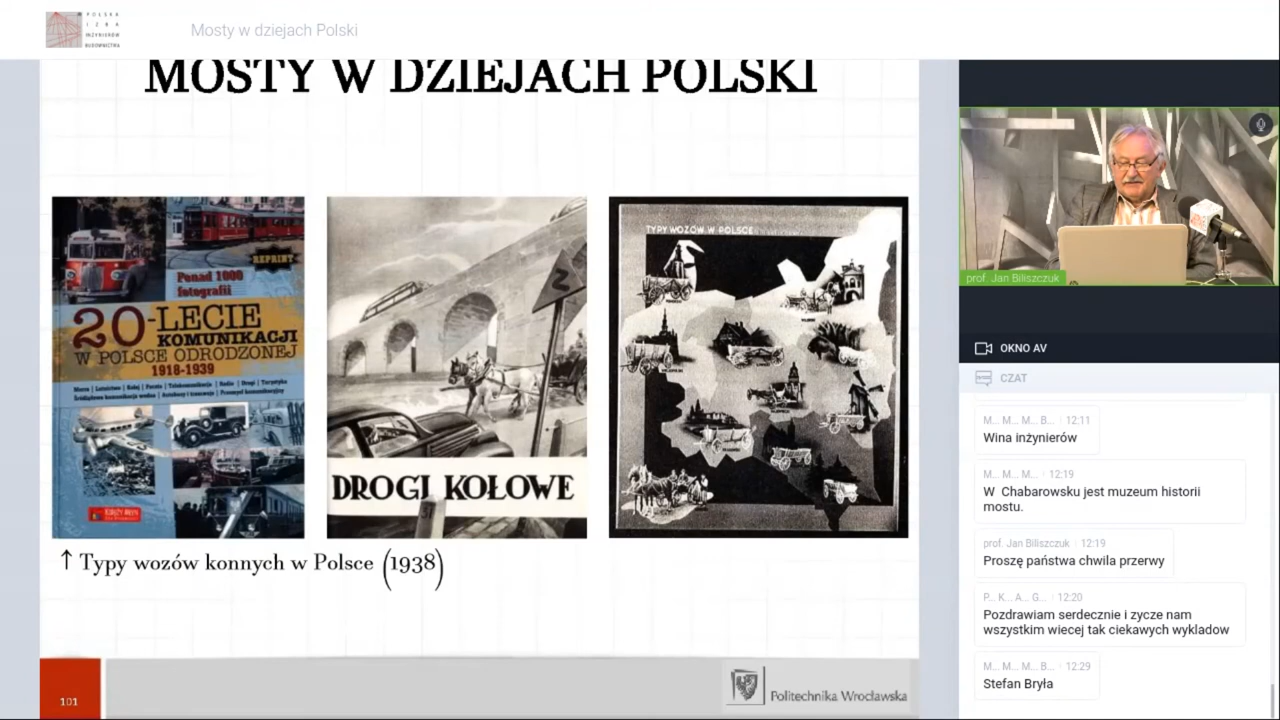 POLSKA
IZBA
INŻYNIERÓW
BUDOWNICTWA
Mosty w dziejach Polski
MOSTY W DZIEJACH POLSKI
REPRINT
Ponad 1000
fotografii
20-LECIE
KOMUNIKACJI
W POLSCE ODRODZONEJ
1918-1939
KSIĘŻY MŁYN
2
DROGI KOŁOWE
TYPY WOZÓW W POLSCE
↑ Typy wozów konnych w Polsce (1938)
101
Politechnika Wrocławska
prof. Jan Biliszczuk
OKNO AV
CZAT
M... M... M... B... 12:11
Wina inżynierów
M... M... M... 12:19
W Chabarowsku jest muzeum historii
mostu.
prof. Jan Biliszczuk 12:19
Proszę państwa chwila przerwy
P... K... A... G... 12:20
Pozdrawiam serdecznie i zycze nam
wszystkim wiecej tak ciekawych wykladow
M... M... M... B... 12:29
Stefan Bryła